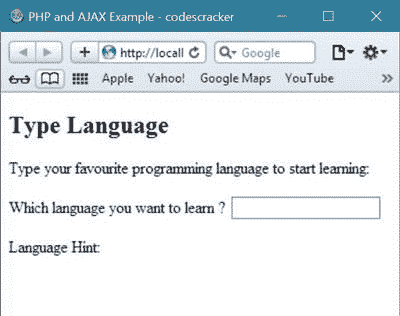 PHP and AJAX Example - codescracker
http://locall
Google
Apple Yahoo! Google Maps YouTube
Type Language
Type your favourite programming language to start learning:
Which language you want to learn ?
Language Hint: